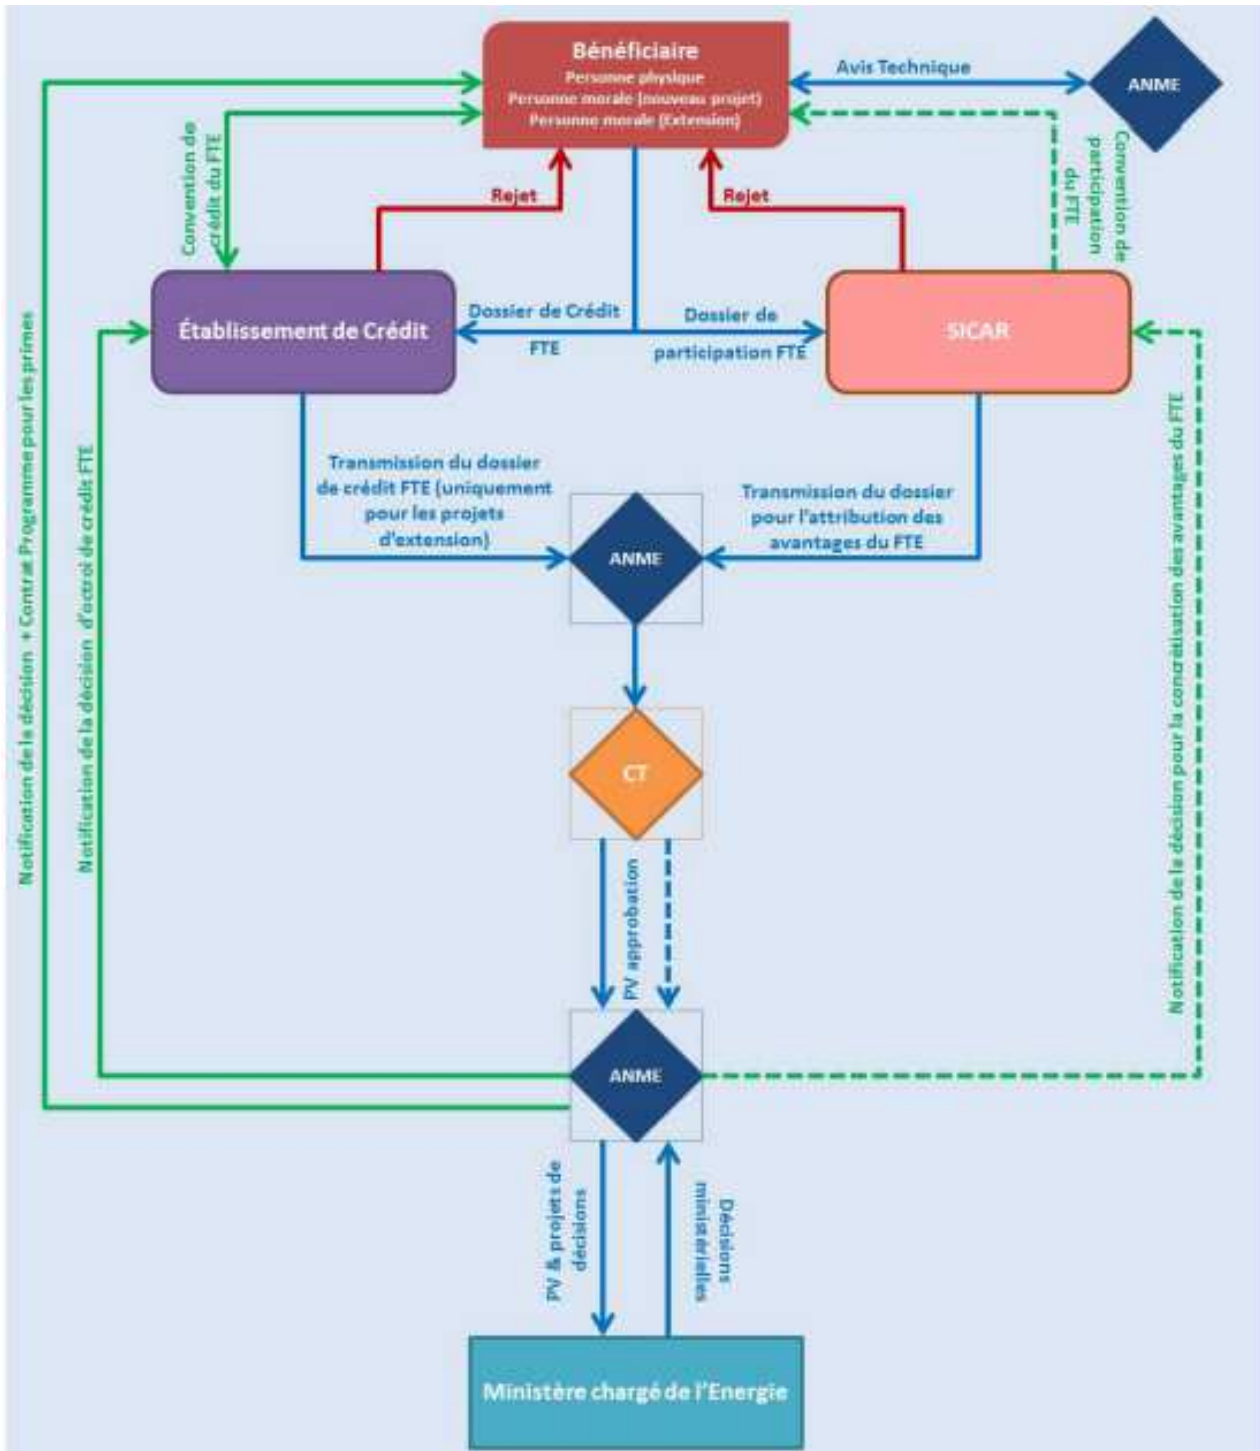 Bénéficiaire
Personne physique
Personne morale (nouveau projet)
Personne morale (Extension)
Avis Technique
ANME
Convention de
crédit du FTE
Rejet
Rejet
Convention de
participation
du FTE
Établissement de Crédit
Dossier de Crédit
FTE
Dossier de
participation FTE
SICAR
Notification de la décision + Contrat Programme pour les primes
Notification de la décision d'octroi de crédit FTE
Transmission du dossier
de crédit FTE (uniquement
pour les projets
d'extension)
ANME
Transmission du dossier
pour l'attribution des
avantages du FTE
Notification de la décision pour la concrétisation des avantages du FTE
CT
PV approbation
ANME
PV & projets de
décisions
Décisions
ministérielles
Ministère chargé de l'Energie